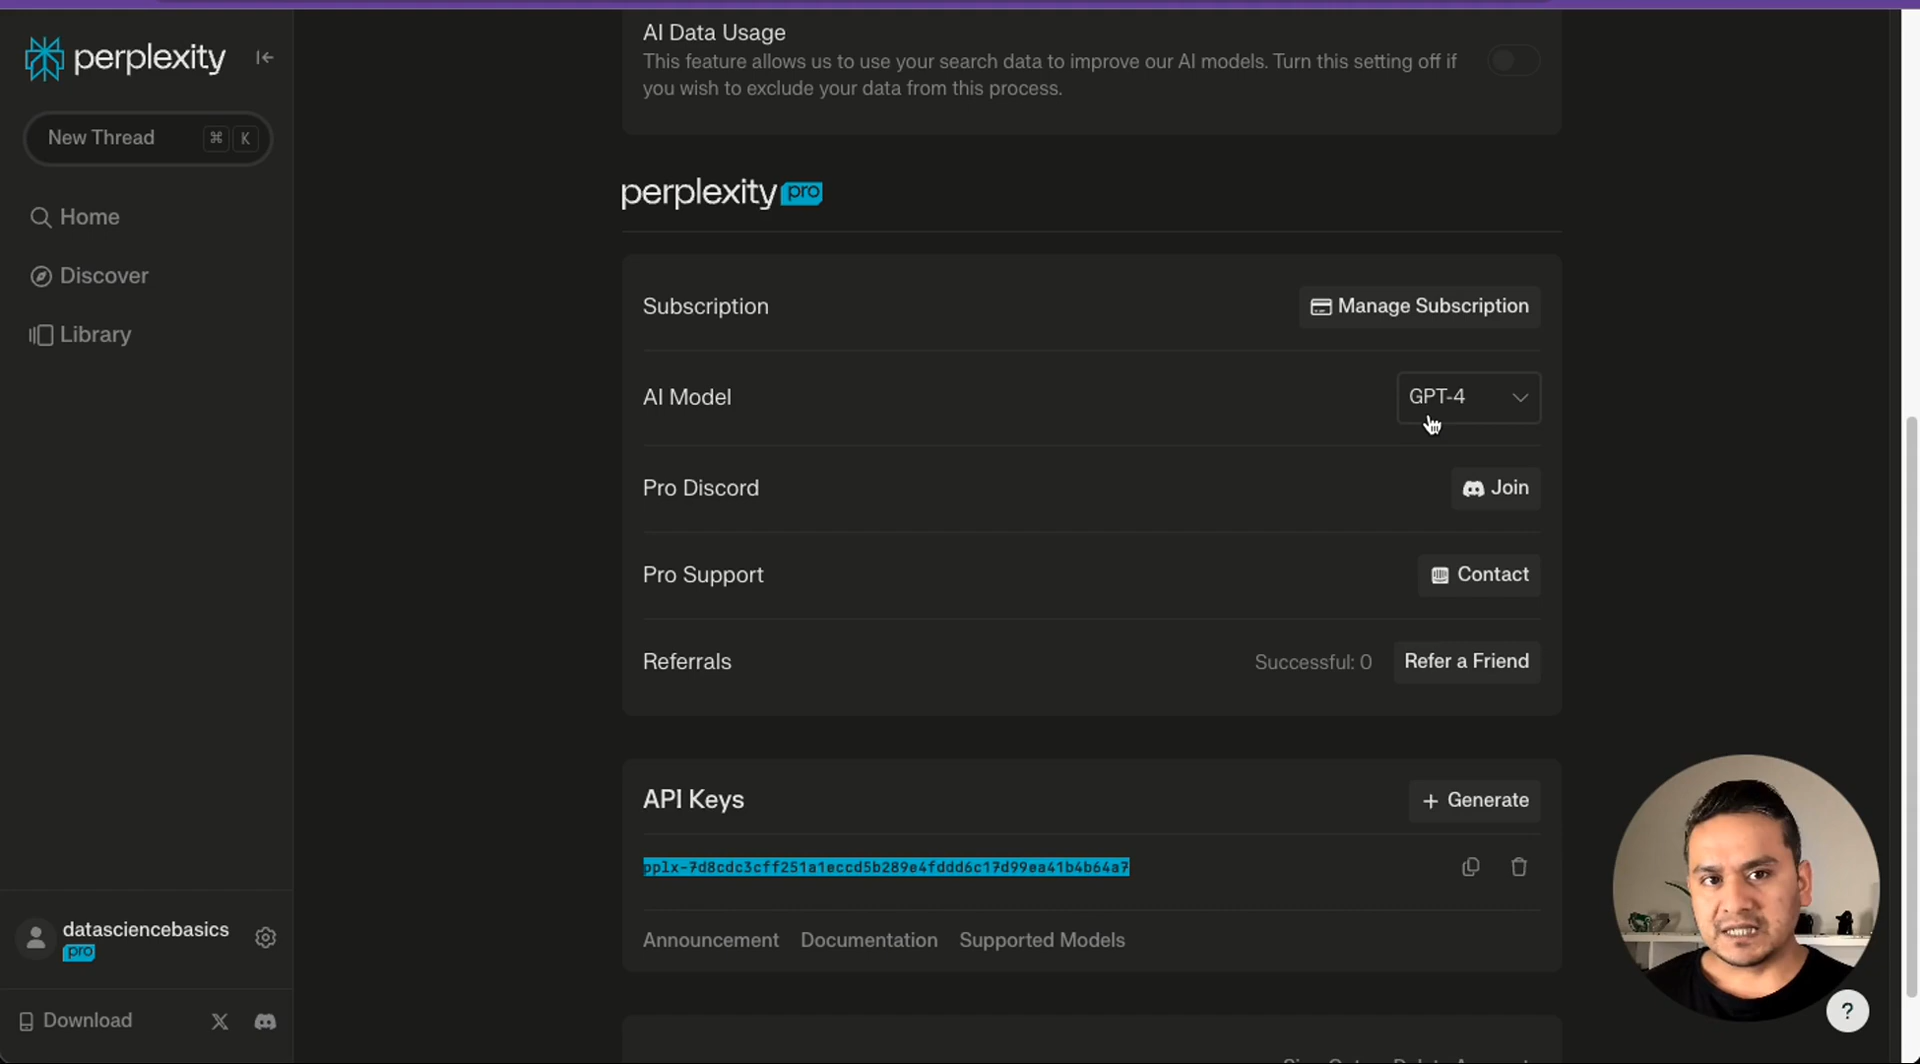 perplexity
New Thread ⌘ K
Home
Discover
Library
datasciencebasics
pro
Download
AI Data Usage
This feature allows us to use your search data to improve our AI models. Turn this setting off if
you wish to exclude your data from this process.
perplexity pro
Subscription Manage Subscription
AI Model GPT-4
Pro Discord Join
Pro Support Contact
Referrals Successful: 0 Refer a Friend
API Keys + Generate
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
Announcement Documentation Supported Models
?